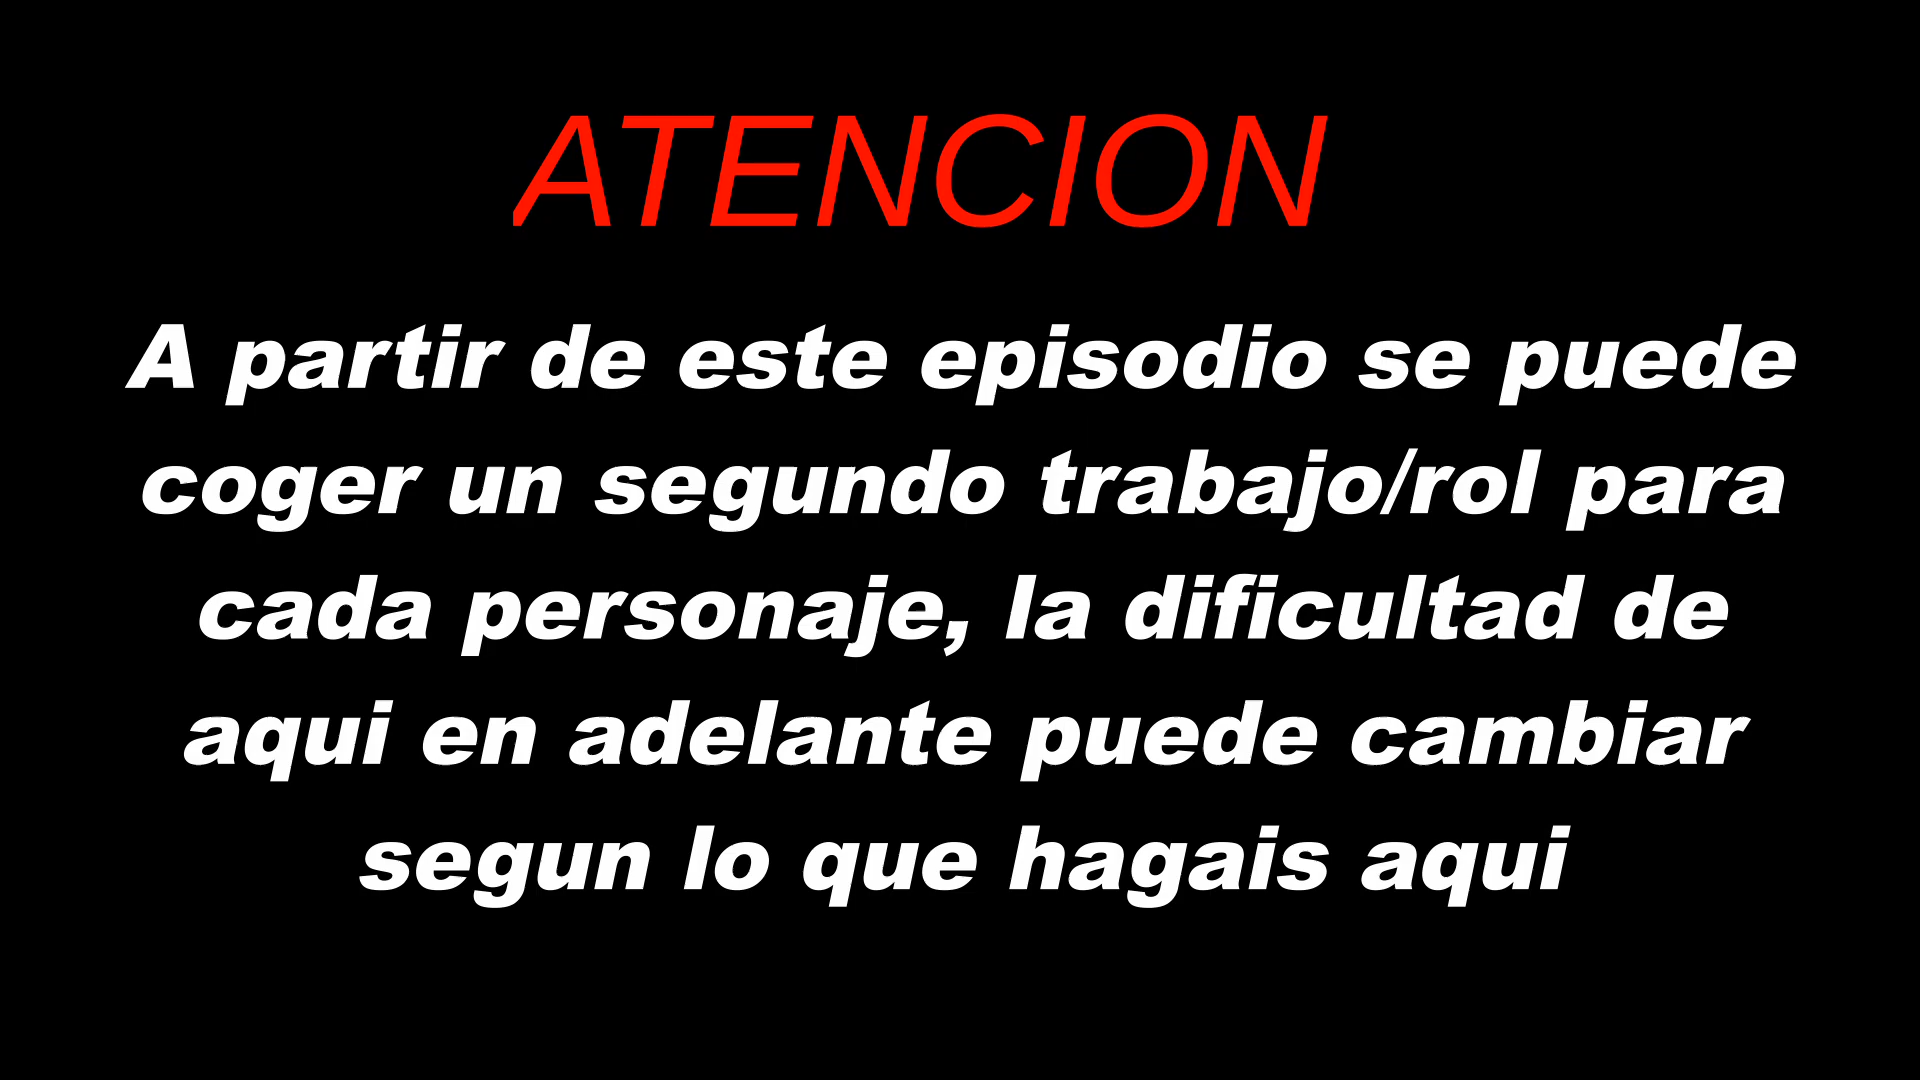 ATENCION
A partir de este episodio se puede
coger un segundo trabajo/rol para
cada personaje, la dificultad de
aqui en adelante puede cambiar
segun lo que hagais aqui